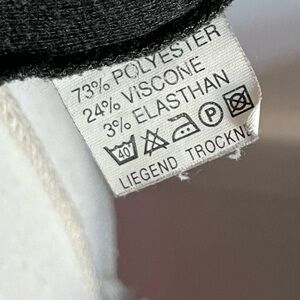 73% POLYESTER
24% VISCONE
3% ELASTHAN
40 P
LIEGEND TROCKNE